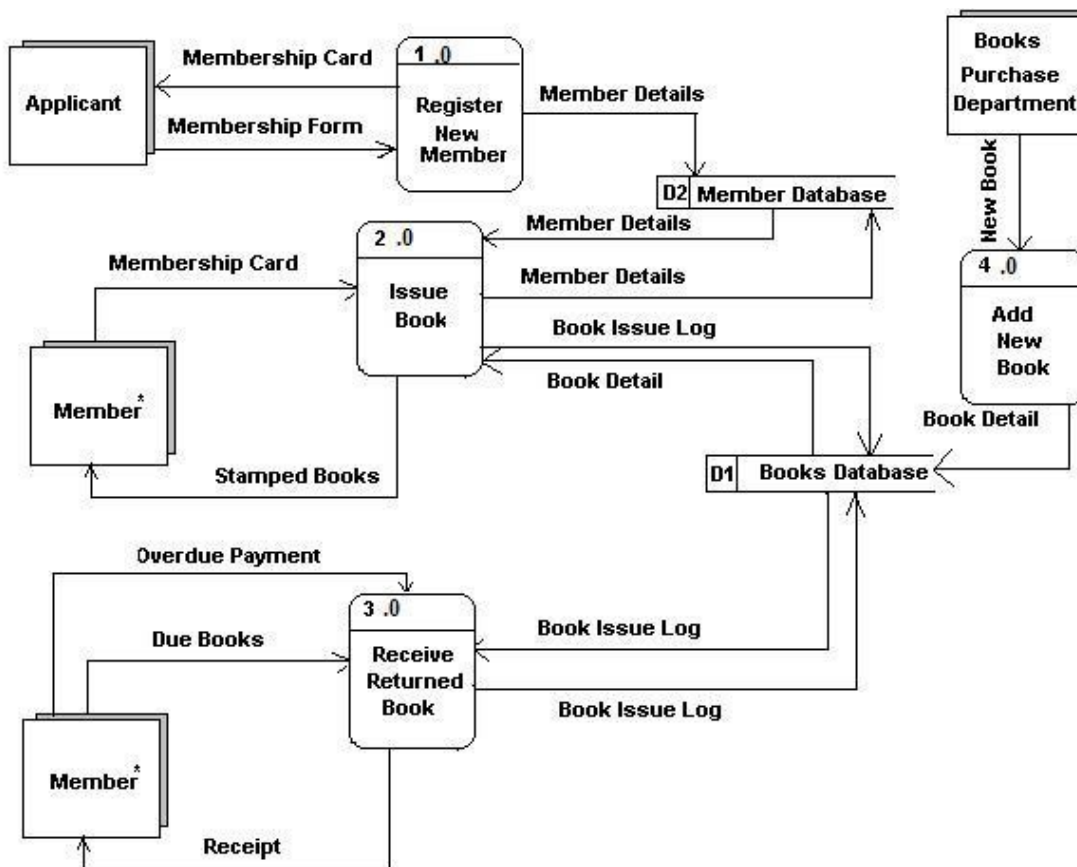 Membership Card
1 .0
Books
Purchase
Department
Applicant
Register
New
Member
Member Details
Membership Form
New Book
D2 Member Database
Member Details
2 .0
Membership Card
Issue
Book
Member Details
4 .0
Add
New
Book
Book Issue Log
Book Detail
Member*
Book Detail
Stamped Books
D1 Books Database
Overdue Payment
3 .0
Due Books
Receive
Returned
Book
Book Issue Log
Book Issue Log
Member*
Receipt